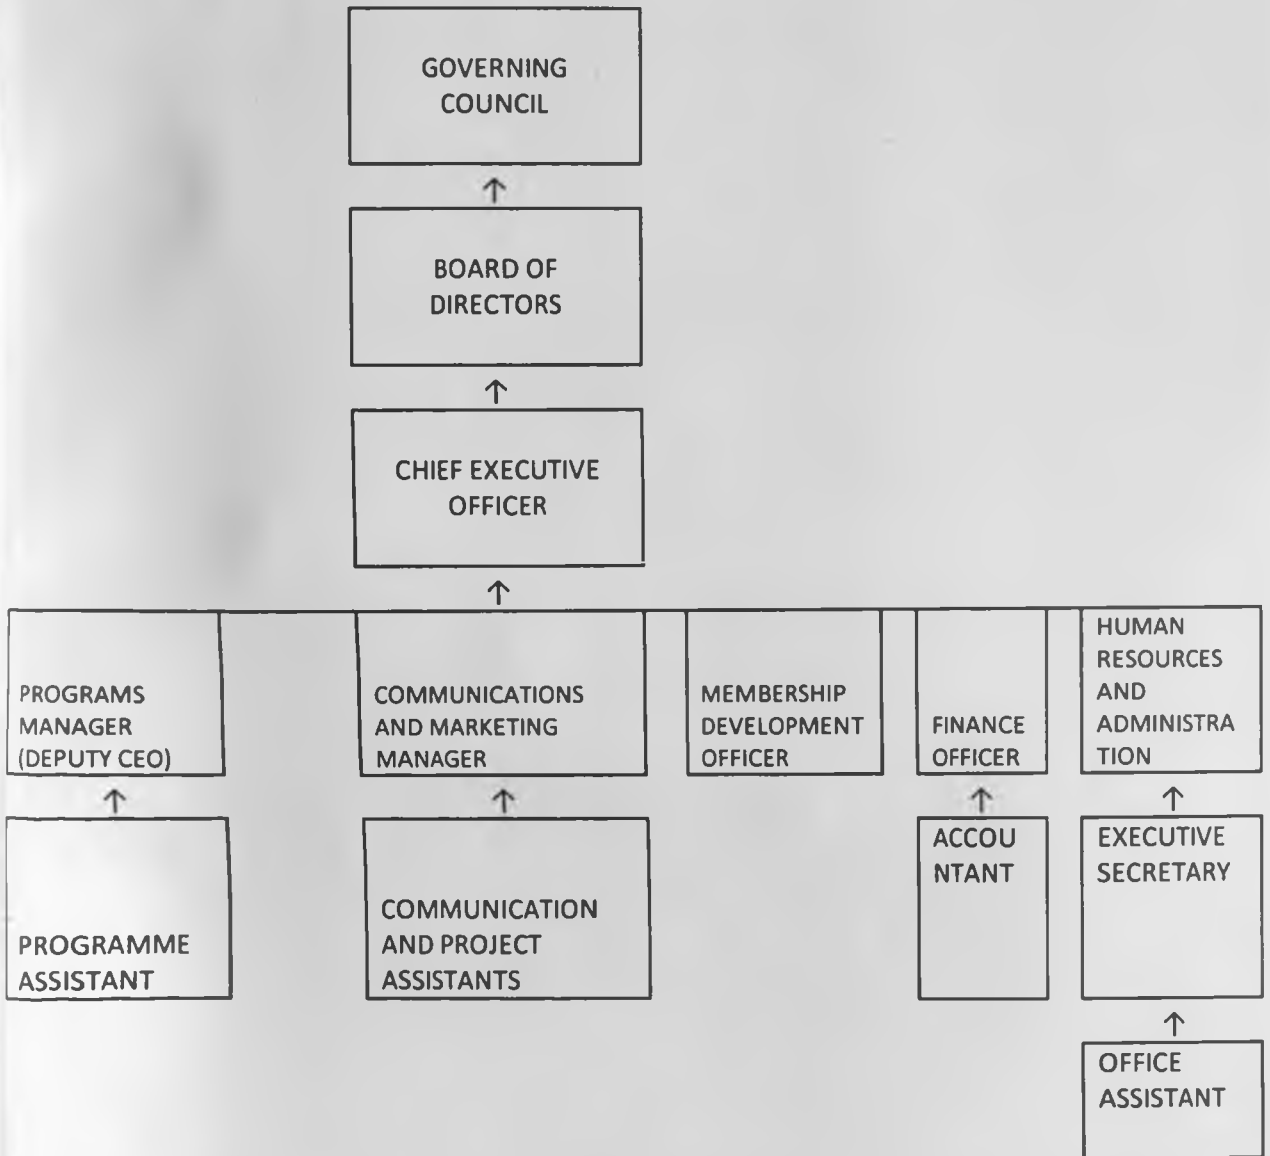 GOVERNING
COUNCIL
BOARD OF
DIRECTORS
CHIEF EXECUTIVE
OFFICER
PROGRAMS
MANAGER
(DEPUTY CEO)
COMMUNICATIONS
AND MARKETING
MANAGER
MEMBERSHIP
DEVELOPMENT
OFFICER
FINANCE
OFFICER
HUMAN
RESOURCES
AND
ADMINISTRA
TION
PROGRAMME
ASSISTANT
COMMUNICATION
AND PROJECT
ASSISTANTS
ACCOU
NTANT
EXECUTIVE
SECRETARY
OFFICE
ASSISTANT